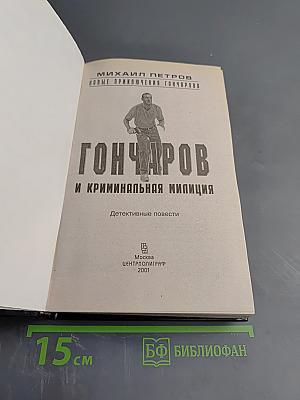 МИХАИЛ ПЕТРОВ
НОВЫЕ ПРИКЛЮЧЕНИЯ ГОНЧАРОВА
ГОНЧАРОВ
И КРИМИНАЛЬНАЯ МИЛИЦИЯ
Детективные повести
Москва
ЦЕНТРПОЛИГРАФ
2001
15 см
БФ БИБЛИОФАН